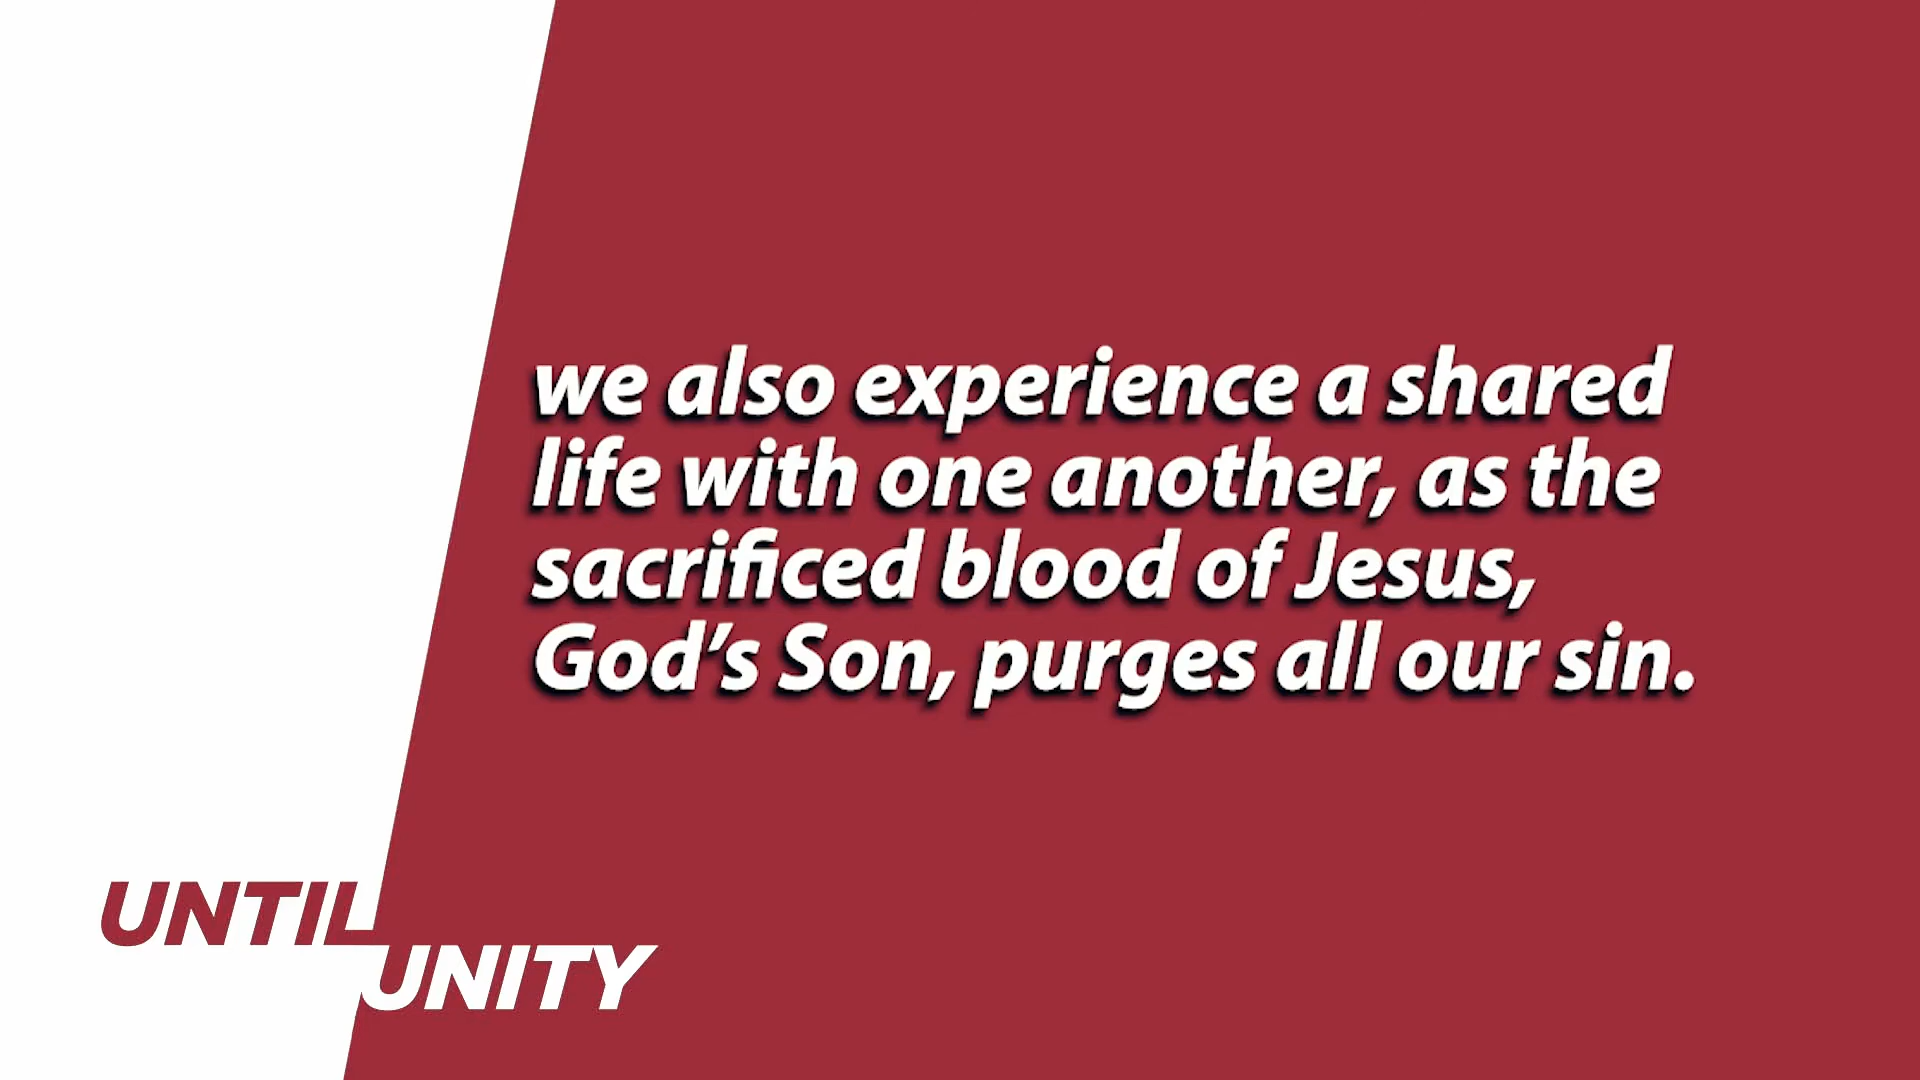 we also experience a shared
life with one another, as the
sacrificed blood of Jesus,
God’s Son, purges all our sin.
UNTIL
UNITY